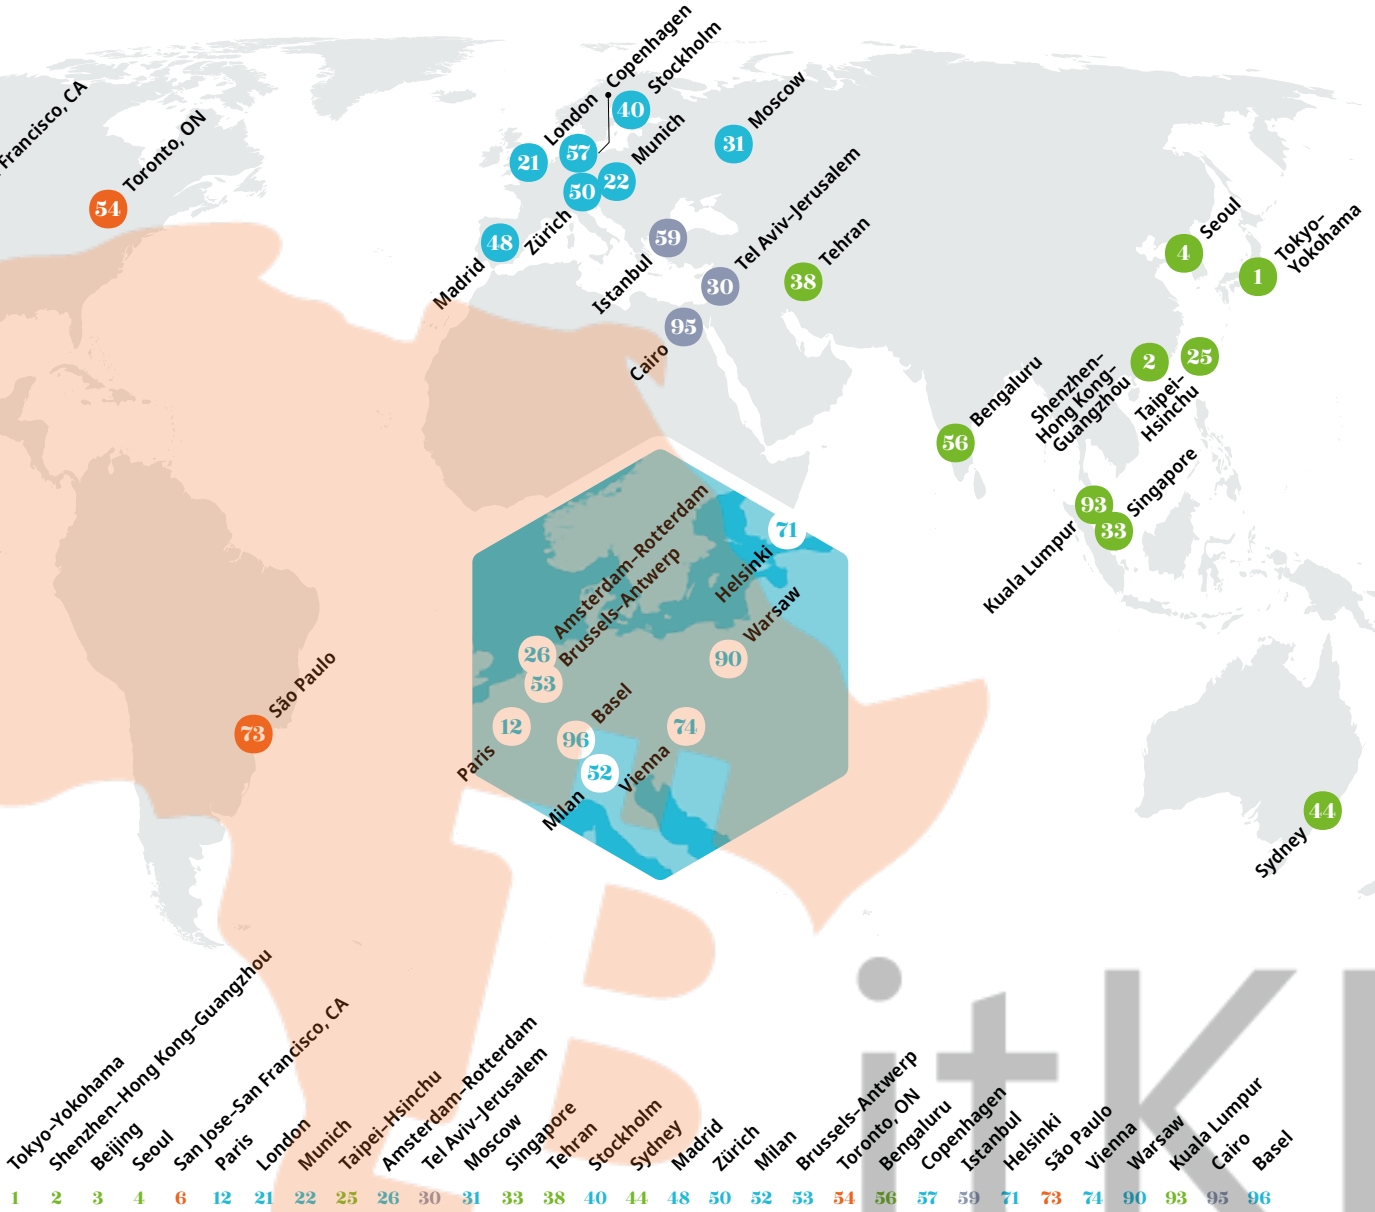 Copenhagen
Stockholm
40
London
Moscow
31
Francisco, CA
Toronto, ON
54
21
57
Munich
22
50
Zürich
48
Madrid
59
Istanbul
Tel Aviv–Jerusalem
30
Tehran
38
95
Cairo
Seoul
4
Tokyo–
Yokohama
1
Shenzhen–
Hong Kong–
Guangzhou
2
25
Taipei–
Hsinchu
Bengaluru
56
93
Kuala Lumpur
Singapore
33
Amsterdam–Rotterdam
26
Brussels–Antwerp
53
71
Helsinki
Warsaw
90
12
Paris
Basel
96
74
Vienna
52
Milan
São Paulo
73
44
Sydney
itK
Tokyo–Yokohama
Shenzhen–Hong Kong–Guangzhou
Beijing
Seoul
San Jose–San Francisco, CA
Paris
London
Munich
Taipei–Hsinchu
Amsterdam–Rotterdam
Tel Aviv–Jerusalem
Moscow
Singapore
Tehran
Stockholm
Sydney
Madrid
Zürich
Milan
Brussels–Antwerp
Toronto, ON
Bengaluru
Copenhagen
Istanbul
Helsinki
São Paulo
Vienna
Warsaw
Kuala Lumpur
Cairo
Basel
1 2 3 4 6 12 21 22 25 26 30 31 33 38 40 44 48 50 52 53 54 56 57 59 71 73 74 90 93 95 96